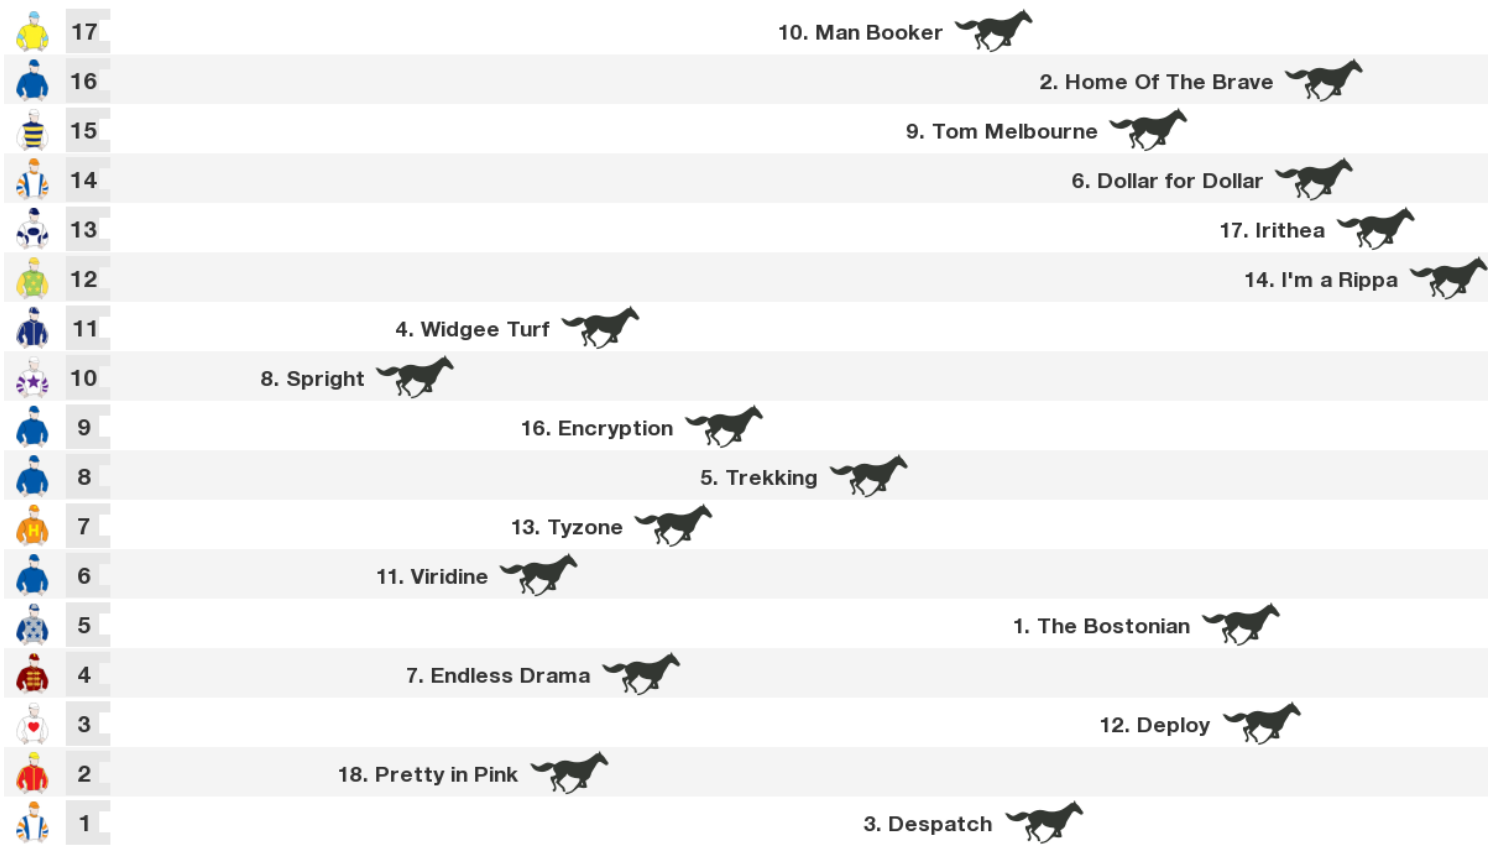 17 10. Man Booker
16 2. Home Of The Brave
15 9. Tom Melbourne
14 6. Dollar for Dollar
13 17. Irithea
12 14. I'm a Rippa
11 4. Widgee Turf
10 8. Spright
9 16. Encryption
8 5. Trekking
H 7 13. Tyzone
6 11. Viridine
5 1. The Bostonian
4 7. Endless Drama
3 12. Deploy
2 18. Pretty in Pink
1 3. Despatch